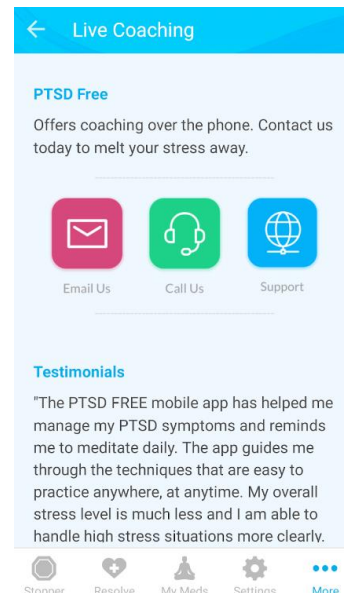 Live Coaching
PTSD Free
Offers coaching over the phone. Contact us
today to melt your stress away.
Email Us Call Us Support
Testimonials
"The PTSD FREE mobile app has helped me
manage my PTSD symptoms and reminds
me to meditate daily. The app guides me
through the techniques that are easy to
practice anywhere, at anytime. My overall
stress level is much less and I am able to
handle high stress situations more clearly.
Stopper Resolve My Meds Settings More